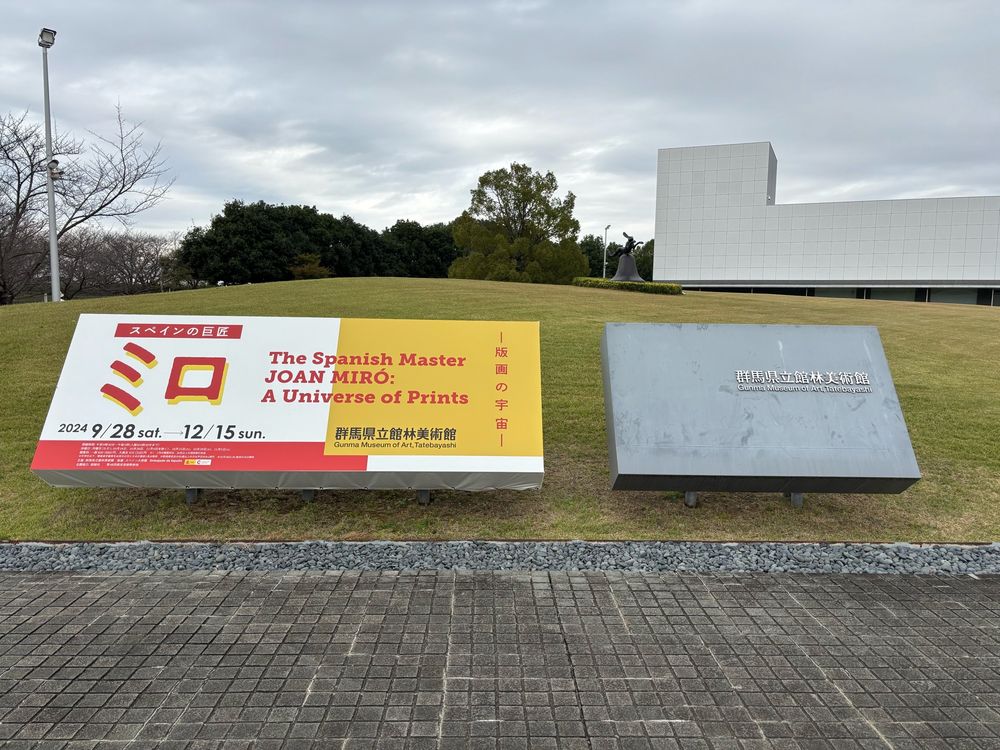 スペインの巨匠
ミロ
The Spanish Master
JOAN MIRÓ:
A Universe of Prints
—版画の宇宙—
2024 9/28 sat.—12/15 sun.
群馬県立館林美術館
Gunma Museum of Art, Tatebayashi
群馬県立館林美術館
Gunma Museum of Art, Tatebayashi